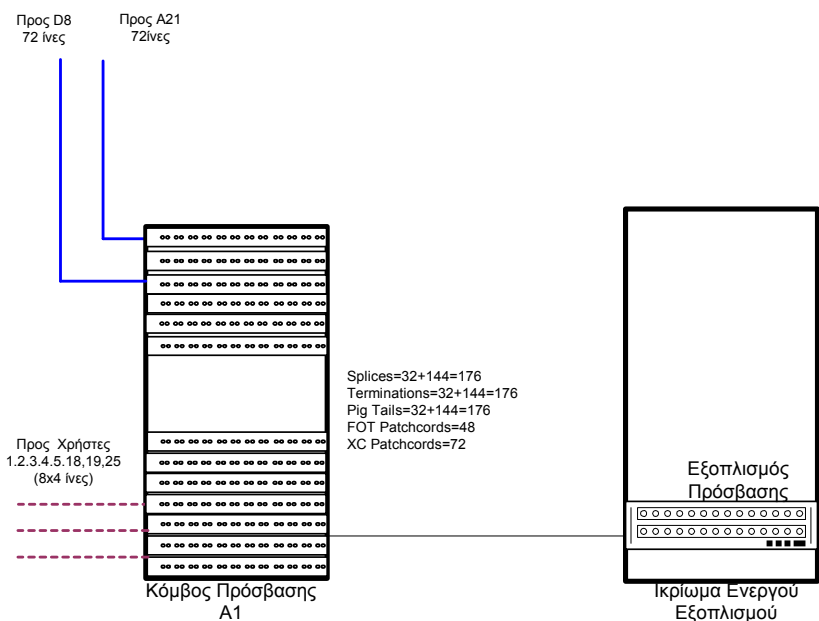 Προς D8
72 ίνες
Προς A21
72ίνες
Splices=32+144=176
Terminations=32+144=176
Pig Tails=32+144=176
FOT Patchcords=48
XC Patchcords=72
Προς Χρήστες
1.2.3.4.5.18,19,25
(8x4 ίνες)
Εξοπλισμός
Πρόσβασης
Κόμβος Πρόσβασης
A1
Ικρίωμα Ενεργού
Εξοπλισμού